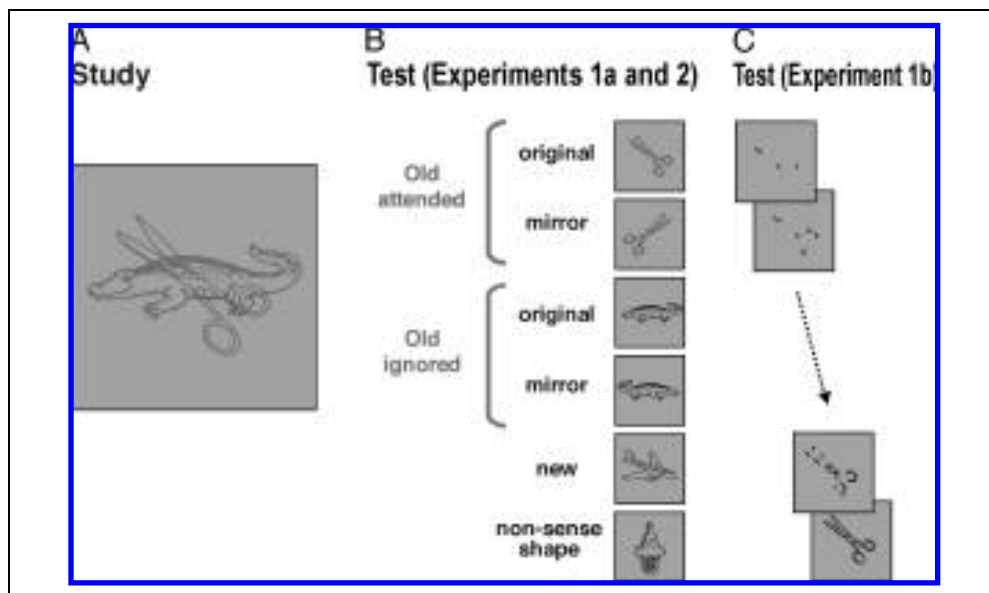 A
Study
B
Test (Experiments 1a and 2)
Old
attended
original
mirror
Old
ignored
original
mirror
new
non-sense
shape
C
Test (Experiment 1b)